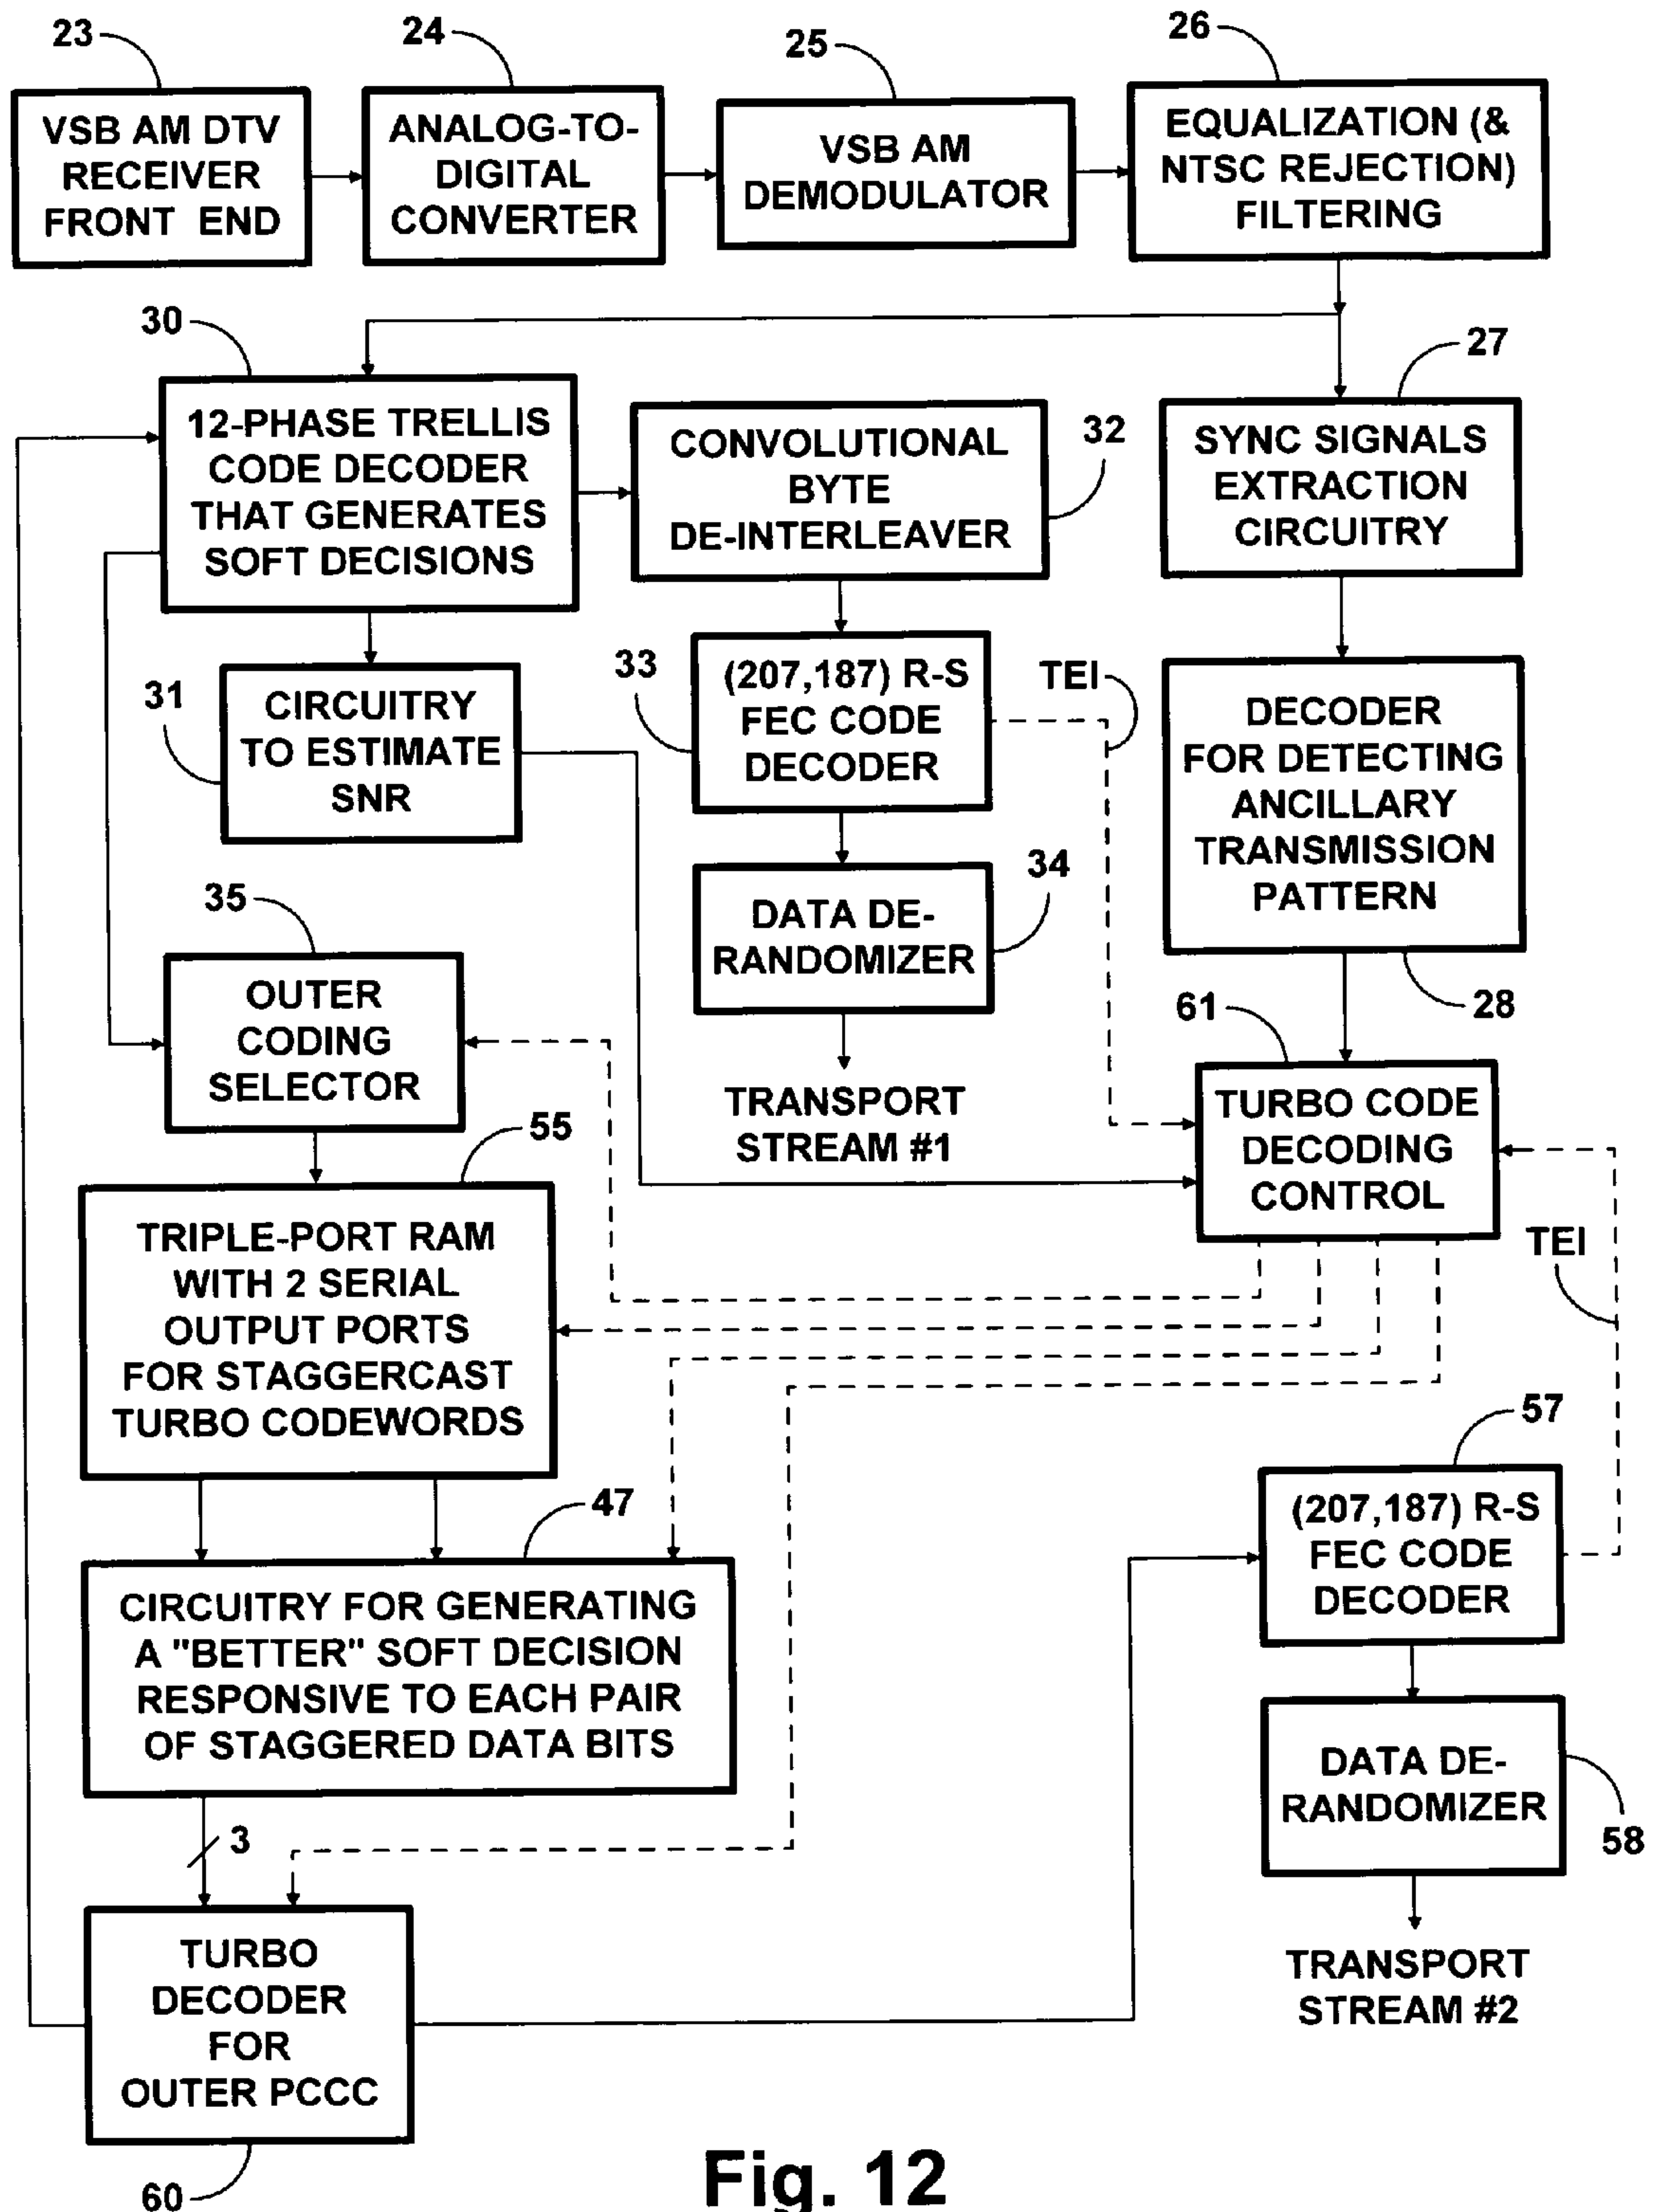 23
24
25
26
VSB AM DTV
RECEIVER
FRONT END
ANALOG-TO-
DIGITAL
CONVERTER
VSB AM
DEMODULATOR
EQUALIZATION (&
NTSC REJECTION)
FILTERING
30
27
12-PHASE TRELLIS
CODE DECODER
THAT GENERATES
SOFT DECISIONS
CONVOLUTIONAL
BYTE
DE-INTERLEAVER
32
SYNC SIGNALS
EXTRACTION
CIRCUITRY
31
CIRCUITRY
TO ESTIMATE
SNR
33
(207,187) R-S
FEC CODE
DECODER
TEI
DECODER
FOR DETECTING
ANCILLARY
TRANSMISSION
PATTERN
28
34
DATA DE-
RANDOMIZER
TRANSPORT
STREAM #1
35
OUTER
CODING
SELECTOR
61
TURBO CODE
DECODING
CONTROL
TEI
55
TRIPLE-PORT RAM
WITH 2 SERIAL
OUTPUT PORTS
FOR STAGGERCAST
TURBO CODEWORDS
47
CIRCUITRY FOR GENERATING
A "BETTER" SOFT DECISION
RESPONSIVE TO EACH PAIR
OF STAGGERED DATA BITS
57
(207,187) R-S
FEC CODE
DECODER
DATA DE-
RANDOMIZER
58
TRANSPORT
STREAM #2
3
TURBO
DECODER
FOR
OUTER PCCC
60
Fig. 12